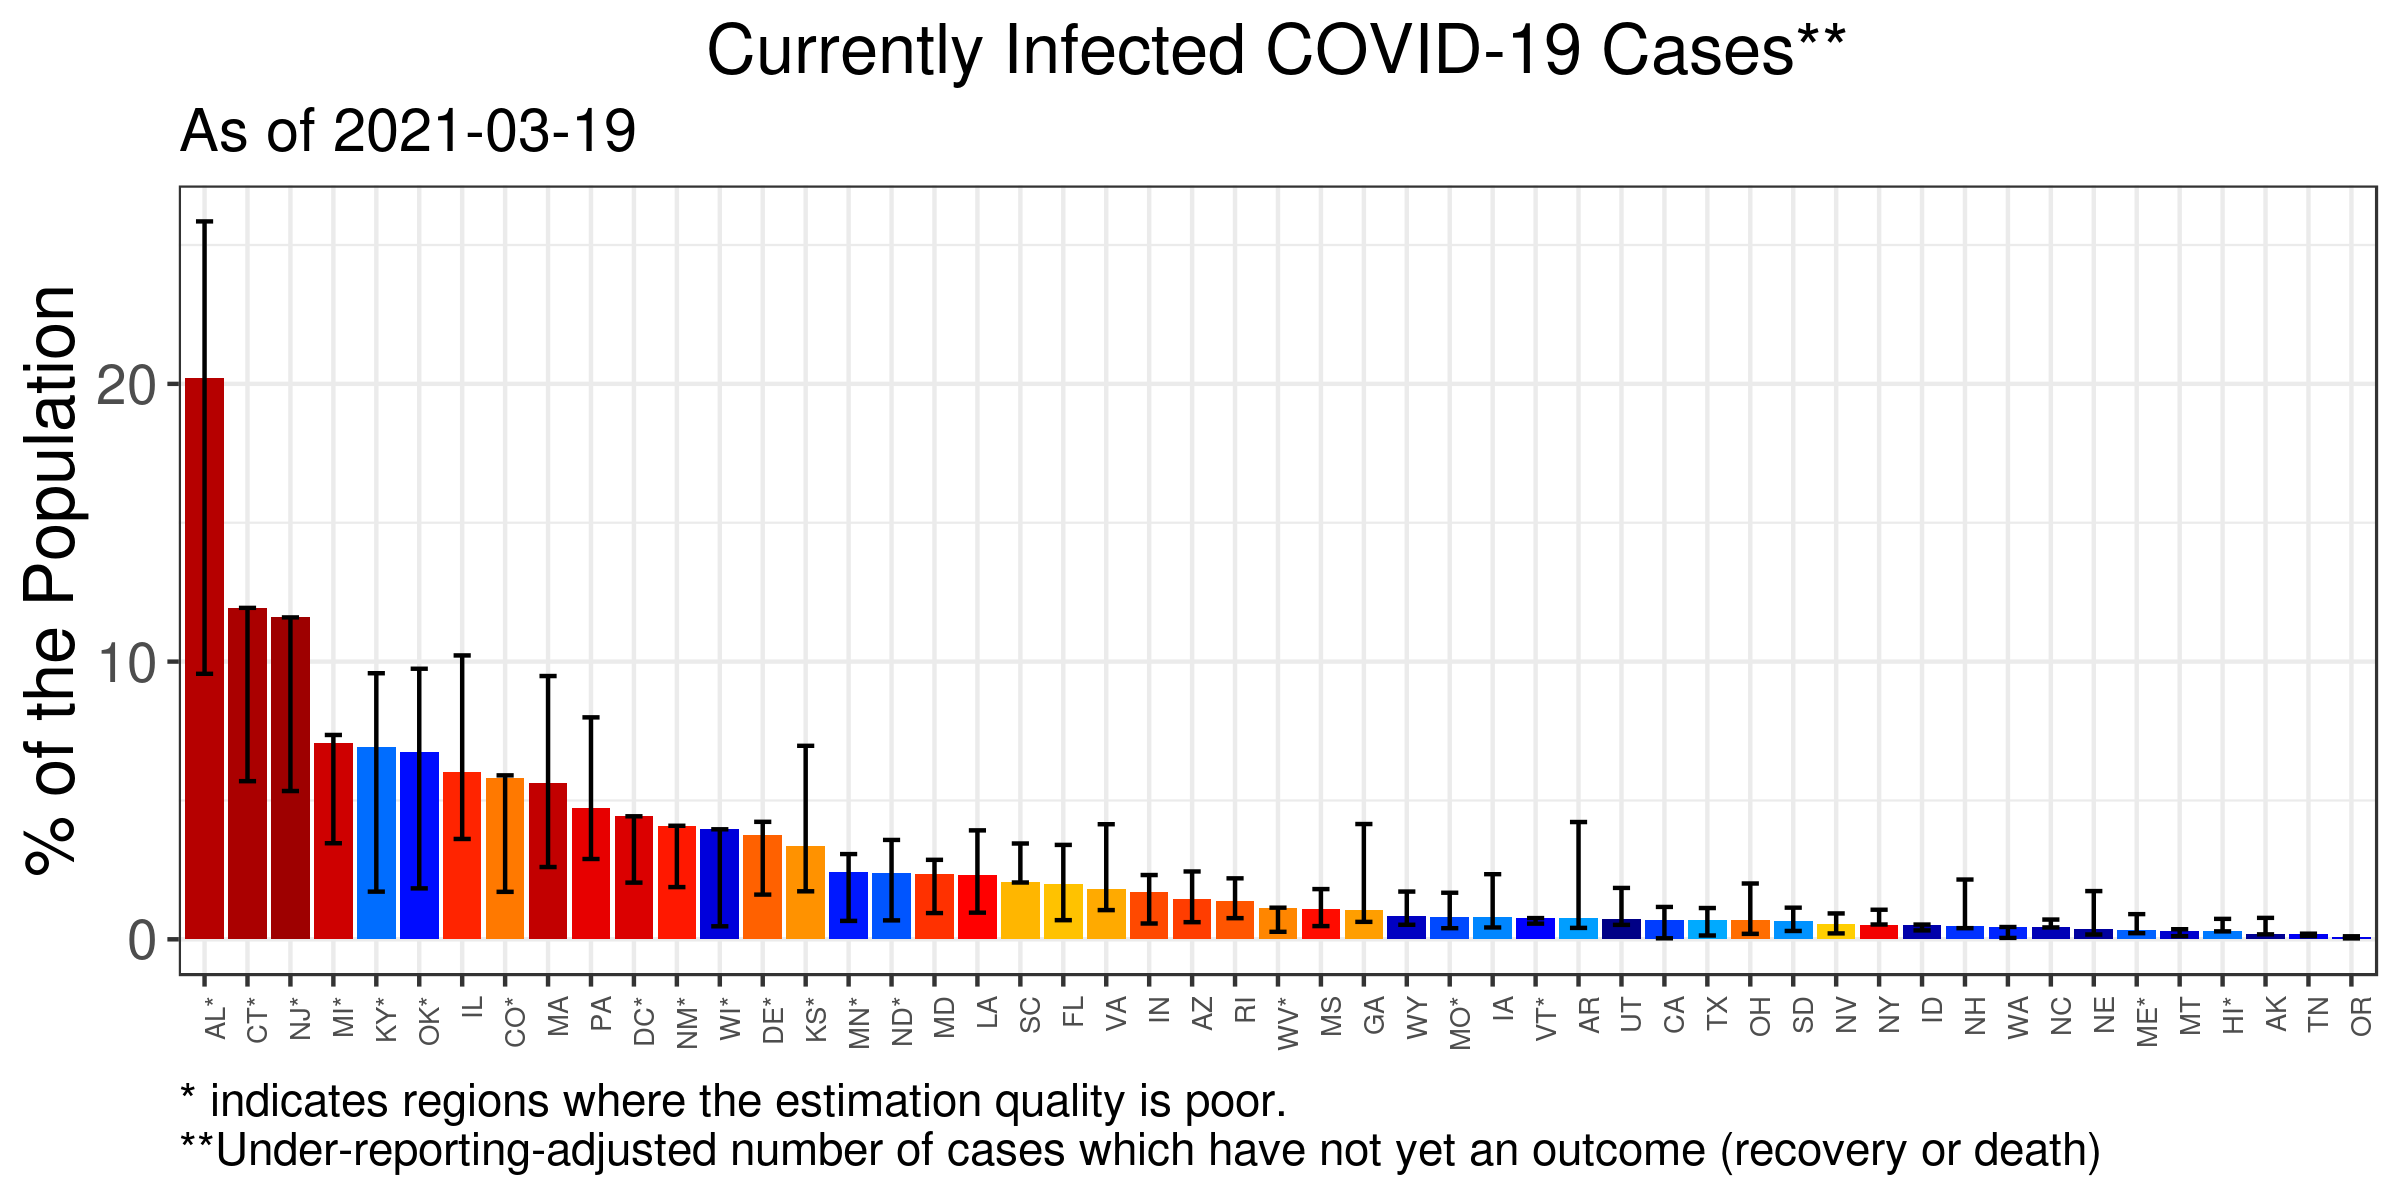 Currently Infected COVID-19 Cases**
As of 2021-03-19
% of the Population
20
10
0
AL* CT* NJ* MI* KY* OK* IL CO* MA PA DC* NM* WI* DE* KS* MN* ND* MD LA SC FL VA IN AZ RI WV* MS GA WY MO* IA VT* AR UT CA TX OH SD NV NY ID NH WA NC NE ME* MT HI* AK TN OR
* indicates regions where the estimation quality is poor.
**Under-reporting-adjusted number of cases which have not yet an outcome (recovery or death)